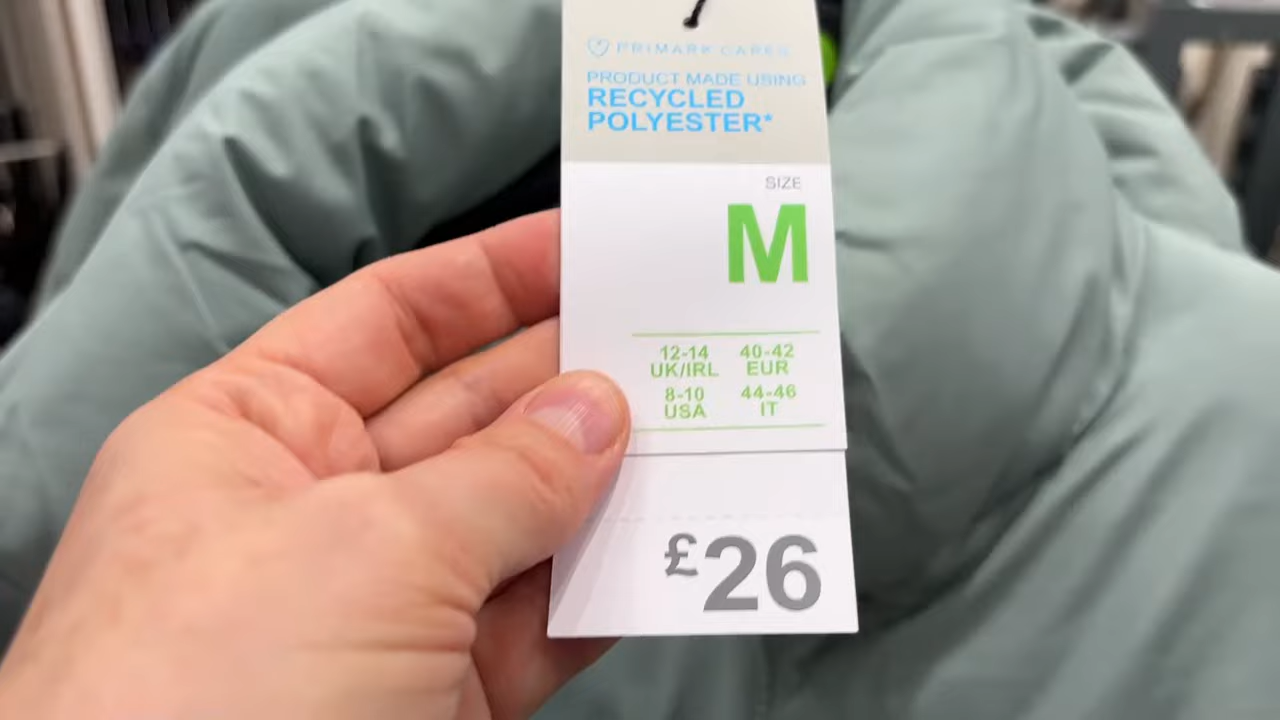 PRIMARK CARES
PRODUCT MADE USING
RECYCLED
POLYESTER*
SIZE
M
12-14 40-42
UK/IRL EUR
8-10 44-46
USA IT
£26